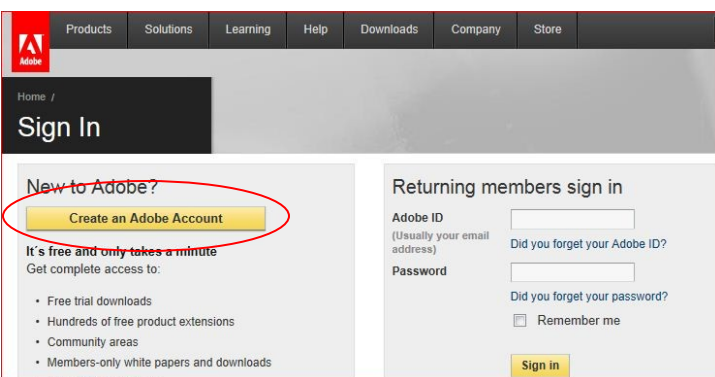 Products Solutions Learning Help Downloads Company Store
Adobe
Home /
Sign In
New to Adobe?
Create an Adobe Account
It´s free and only takes a minute
Get complete access to:
• Free trial downloads
• Hundreds of free product extensions
• Community areas
• Members-only white papers and downloads
Returning members sign in
Adobe ID
(Usually your email
address)
Did you forget your Adobe ID?
Password
Did you forget your password?
Remember me
Sign in